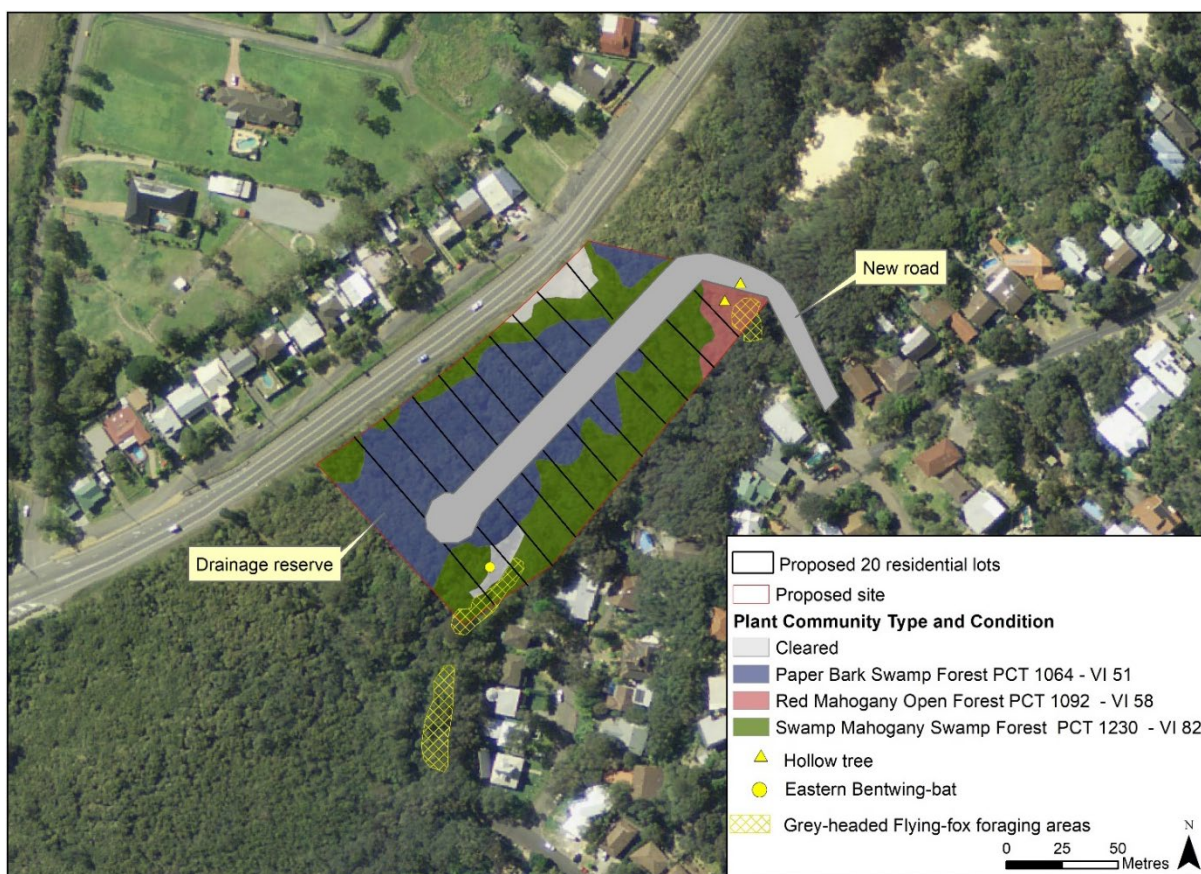 New road
Drainage reserve
Proposed 20 residential lots
Proposed site
Plant Community Type and Condition
Cleared
Paper Bark Swamp Forest PCT 1064 - VI 51
Red Mahogany Open Forest PCT 1092 - VI 58
Swamp Mahogany Swamp Forest PCT 1230 - VI 82
Hollow tree
Eastern Bentwing-bat
Grey-headed Flying-fox foraging areas
N
0 25 50
Metres